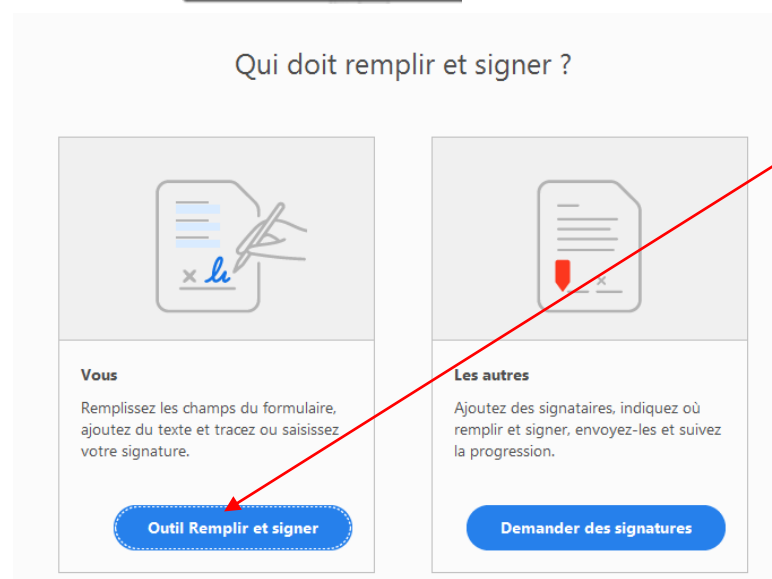 Qui doit remplir et signer ?
Vous
Remplissez les champs du formulaire,
ajoutez du texte et tracez ou saisissez
votre signature.
Outil Remplir et signer
Les autres
Ajoutez des signataires, indiquez où
remplir et signer, envoyez-les et suivez
la progression.
Demander des signatures